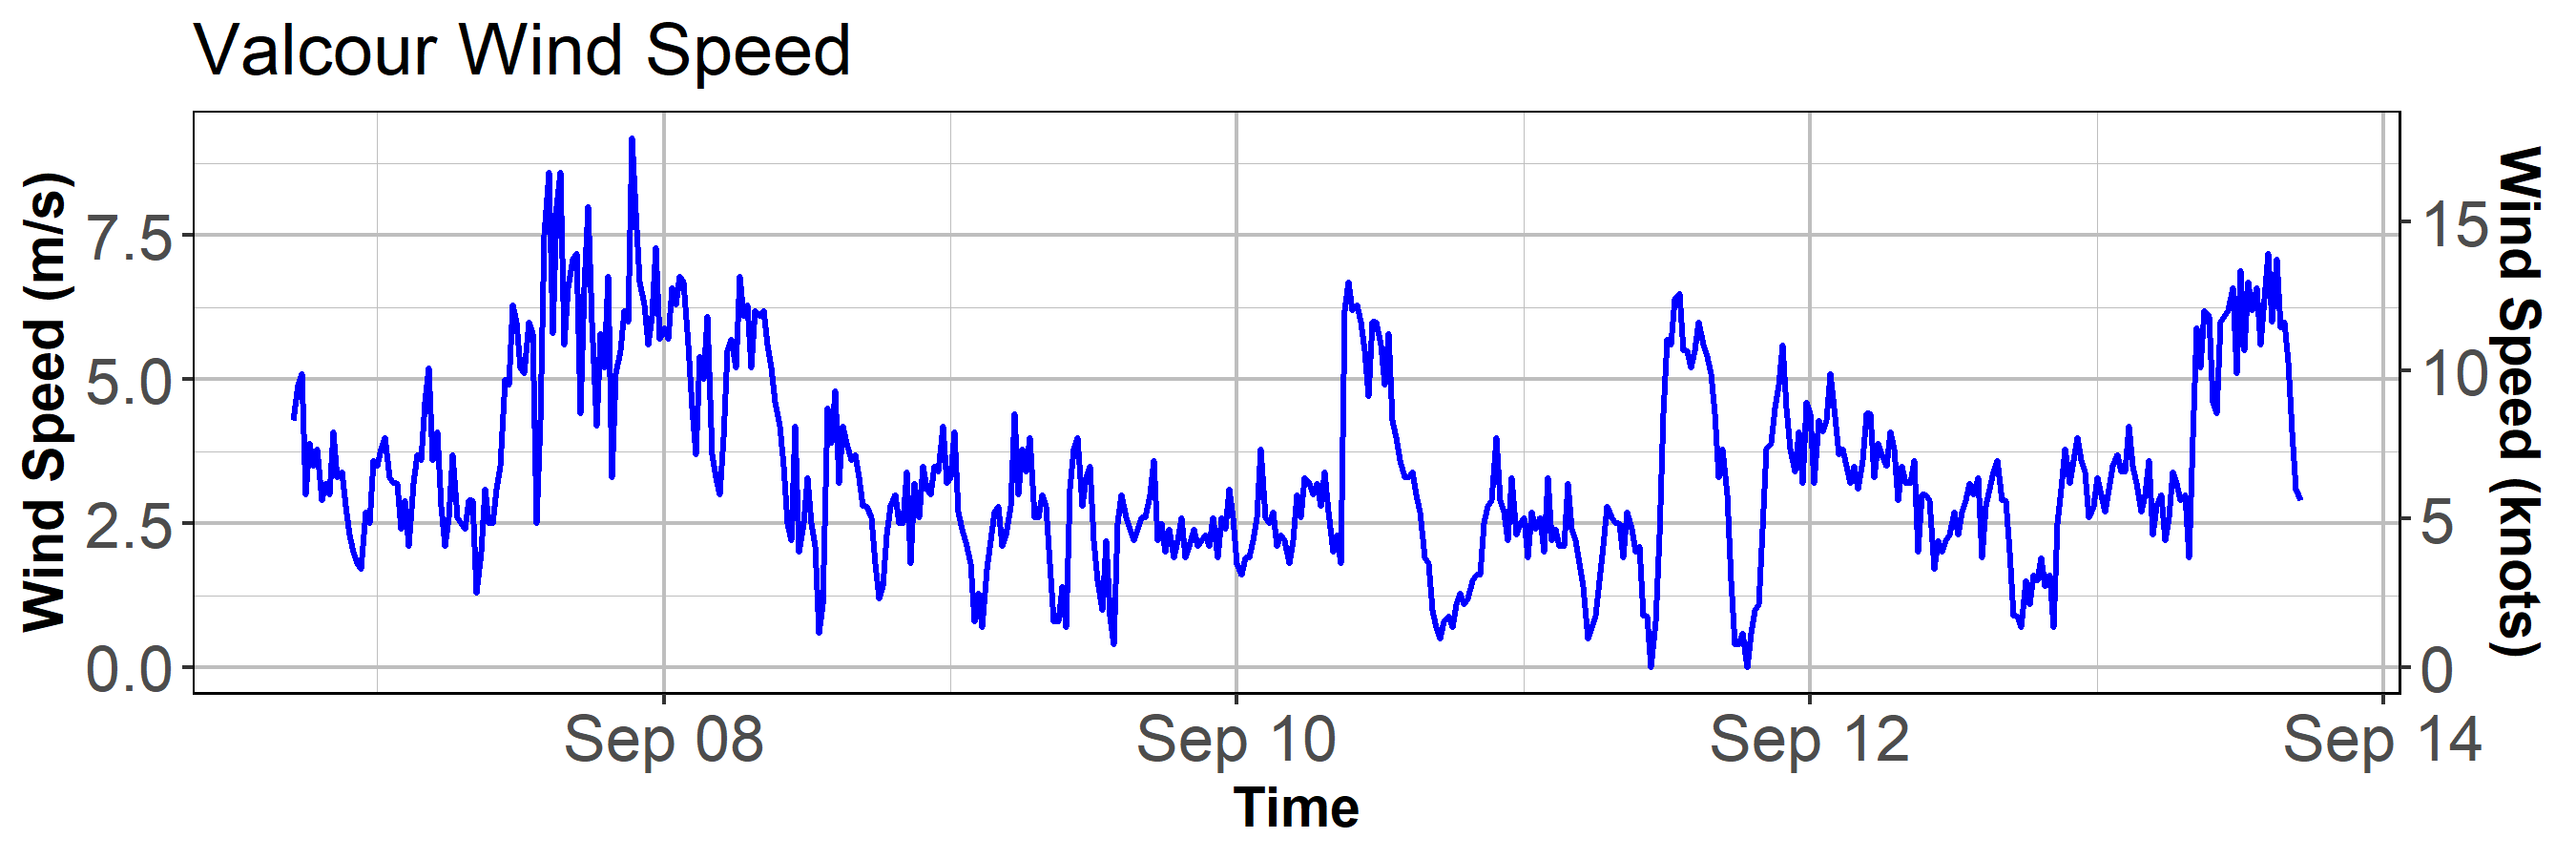 Valcour Wind Speed
Wind Speed (m/s)
7.5
5.0
2.5
0.0
15
10
5
0
Wind Speed (knots)
Sep 08 Sep 10 Sep 12 Sep 14
Time